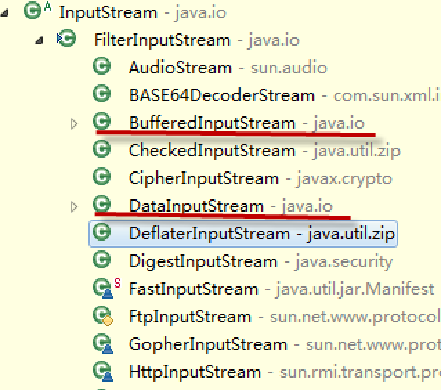 InputStream - java.io
FilterInputStream - java.io
AudioStream - sun.audio
BASE64DecoderStream - com.sun.xml.i
BufferedInputStream - java.io
CheckedInputStream - java.util.zip
CipherInputStream - javax.crypto
DataInputStream - java.io
DeflaterInputStream - java.util.zip
DigestInputStream - java.security
FastInputStream - java.util.jar.Manifest
FtpInputStream - sun.net.www.protocol
GopherInputStream - sun.net.www.prot
HttpInputStream - sun.rmi.transport.pr